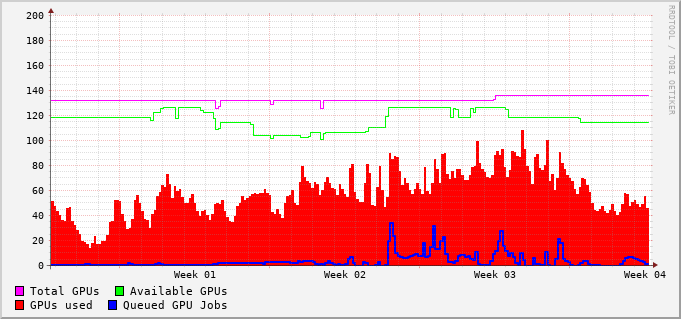 200
180
160
140
120
100
80
60
40
20
0
Week 01 Week 02 Week 03 Week 04
Total GPUs Available GPUs
GPUs used Queued GPU Jobs
RRDTOOL / TOBI OETIKER